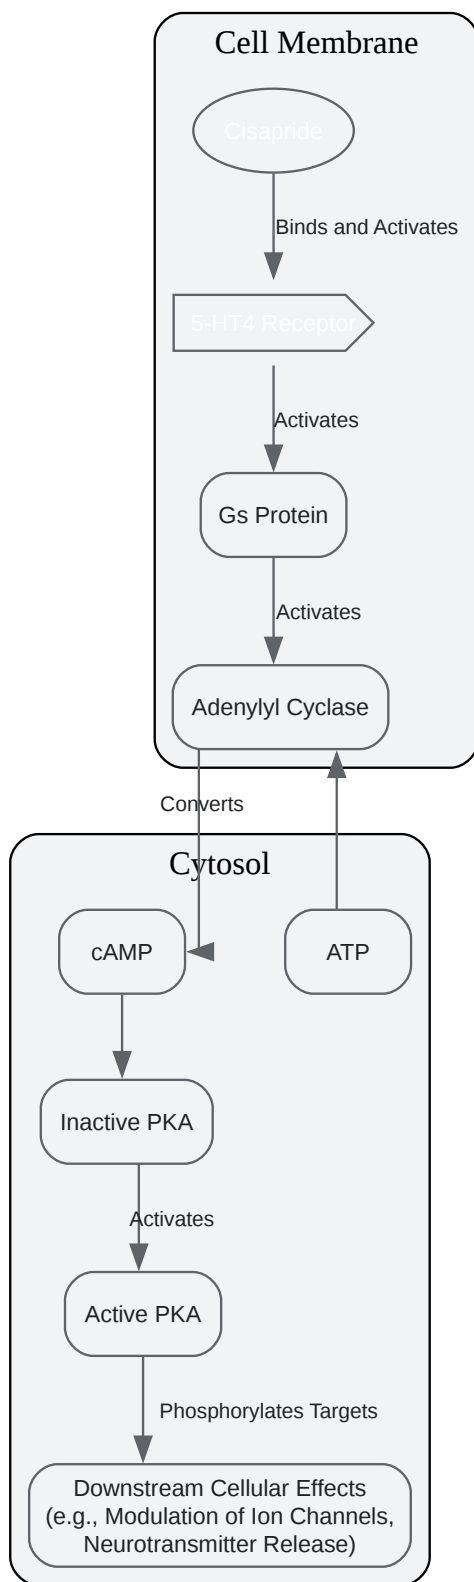 Cell Membrane
Cisapride
Binds and Activates
5-HT4 Receptor
Activates
Gs Protein
Activates
Adenylyl Cyclase
Converts
Cytosol
cAMP
ATP
Inactive PKA
Activates
Active PKA
Phosphorylates Targets
Downstream Cellular Effects
(e.g., Modulation of Ion Channels,
Neurotransmitter Release)